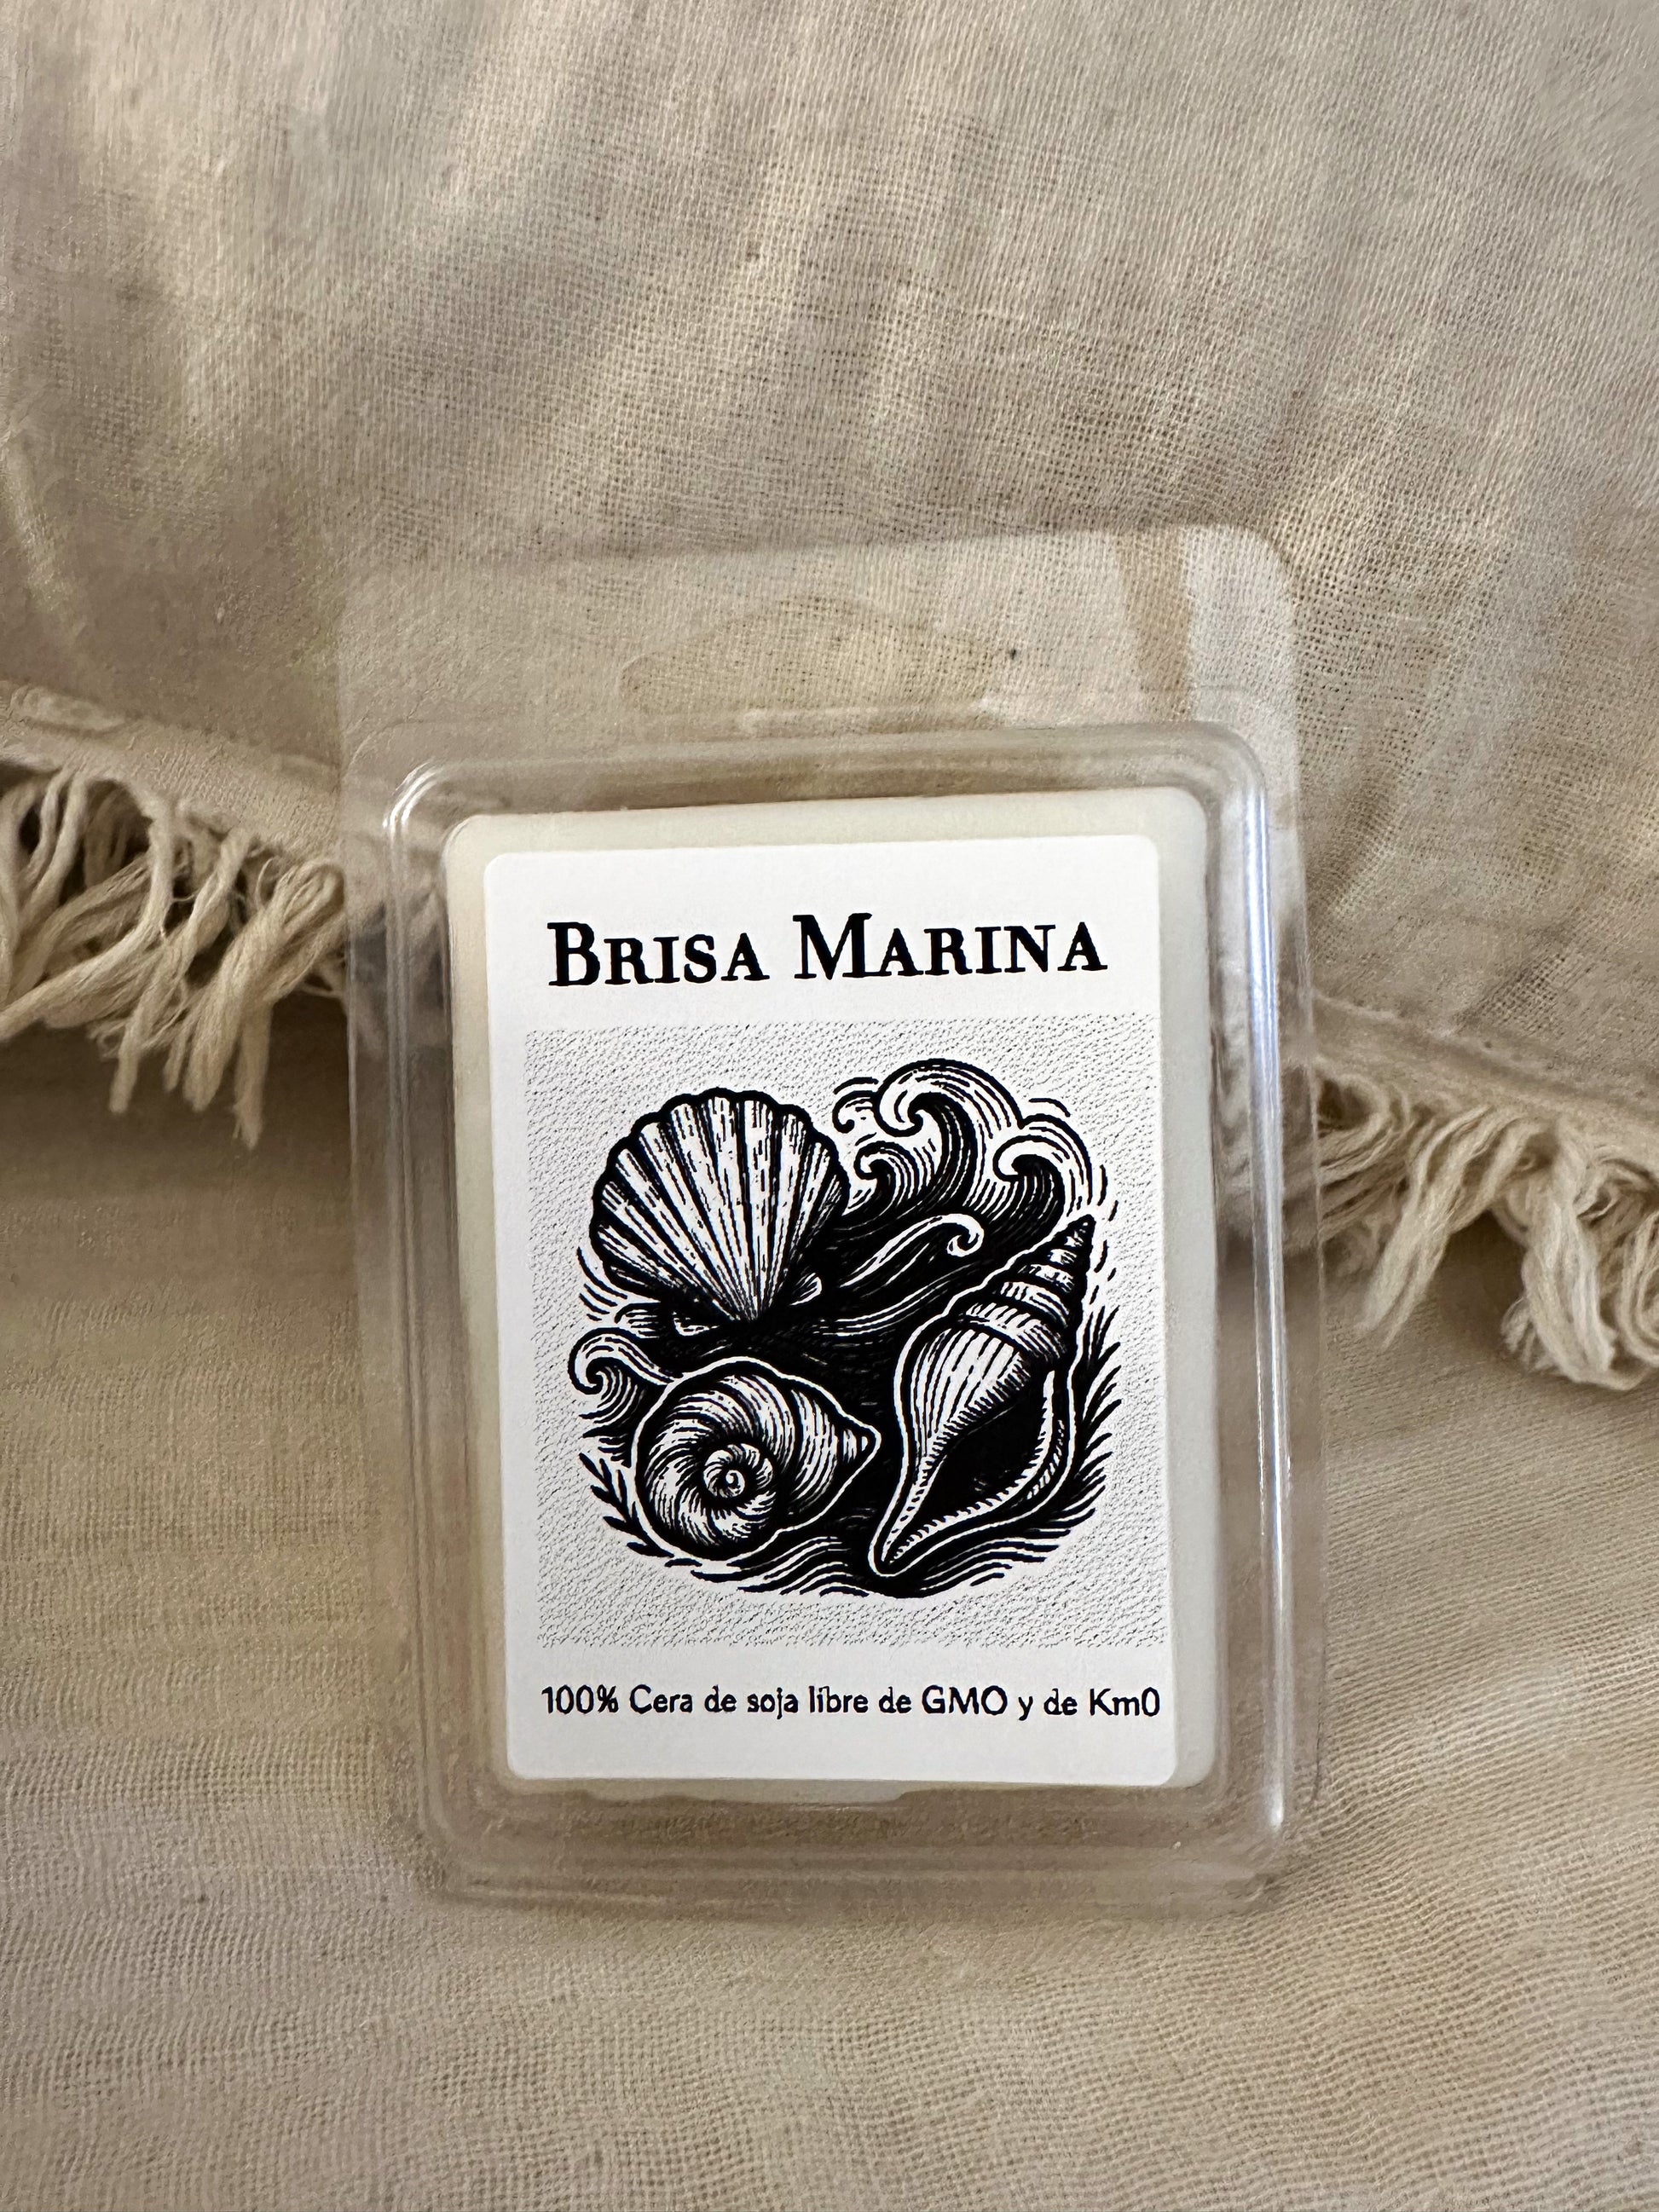 BRISA MARINA
100% Cera de soja libre de GMO y de Km0